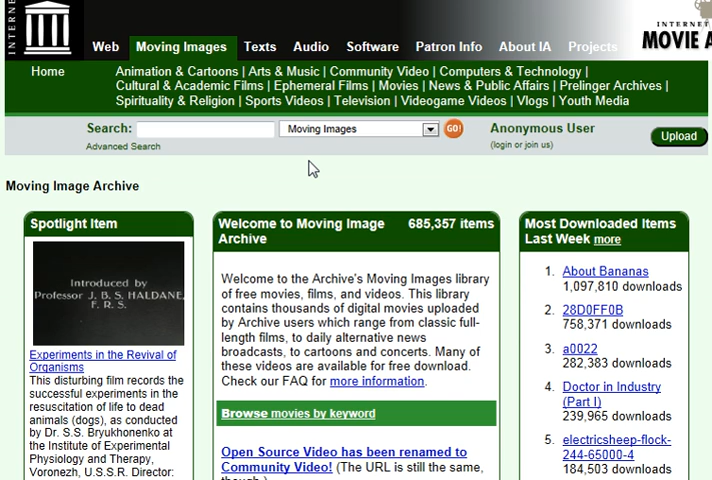 INTERNET
INTERNET
MOVIE A
Web Moving Images Texts Audio Software Patron Info About IA Projects
Home
Animation & Cartoons | Arts & Music | Community Video | Computers & Technology |
Cultural & Academic Films | Ephemeral Films | Movies | News & Public Affairs | Prelinger Archives |
Spirituality & Religion | Sports Videos | Television | Videogame Videos | Vlogs | Youth Media
Search: Moving Images GO!
Advanced Search
Anonymous User
(login or join us)
Upload
Moving Image Archive
Spotlight Item
Introduced by
Professor J. B. S. HALDANE,
F. R. S.
Experiments in the Revival of
Organisms
This disturbing film records the
successful experiments in the
resuscitation of life to dead
animals (dogs), as conducted
by Dr. S.S. Bryukhonenko at
the Institute of Experimental
Physiology and Therapy,
Voronezh, U.S.S.R. Director:
Welcome to Moving Image
Archive
685,357 items
Welcome to the Archive's Moving Images library
of free movies, films, and videos. This library
contains thousands of digital movies uploaded
by Archive users which range from classic full-
length films, to daily alternative news
broadcasts, to cartoons and concerts. Many of
these videos are available for free download.
Check our FAQ for more information.
Browse movies by keyword
Open Source Video has been renamed to
Community Video! (The URL is still the same,
though.)
Most Downloaded Items
Last Week more
1. About Bananas
1,097,810 downloads
2. 28D0FF0B
758,371 downloads
3. a0022
282,383 downloads
4. Doctor in Industry
(Part I)
239,965 downloads
5. electricsheep-flock-
244-65000-4
184,503 downloads